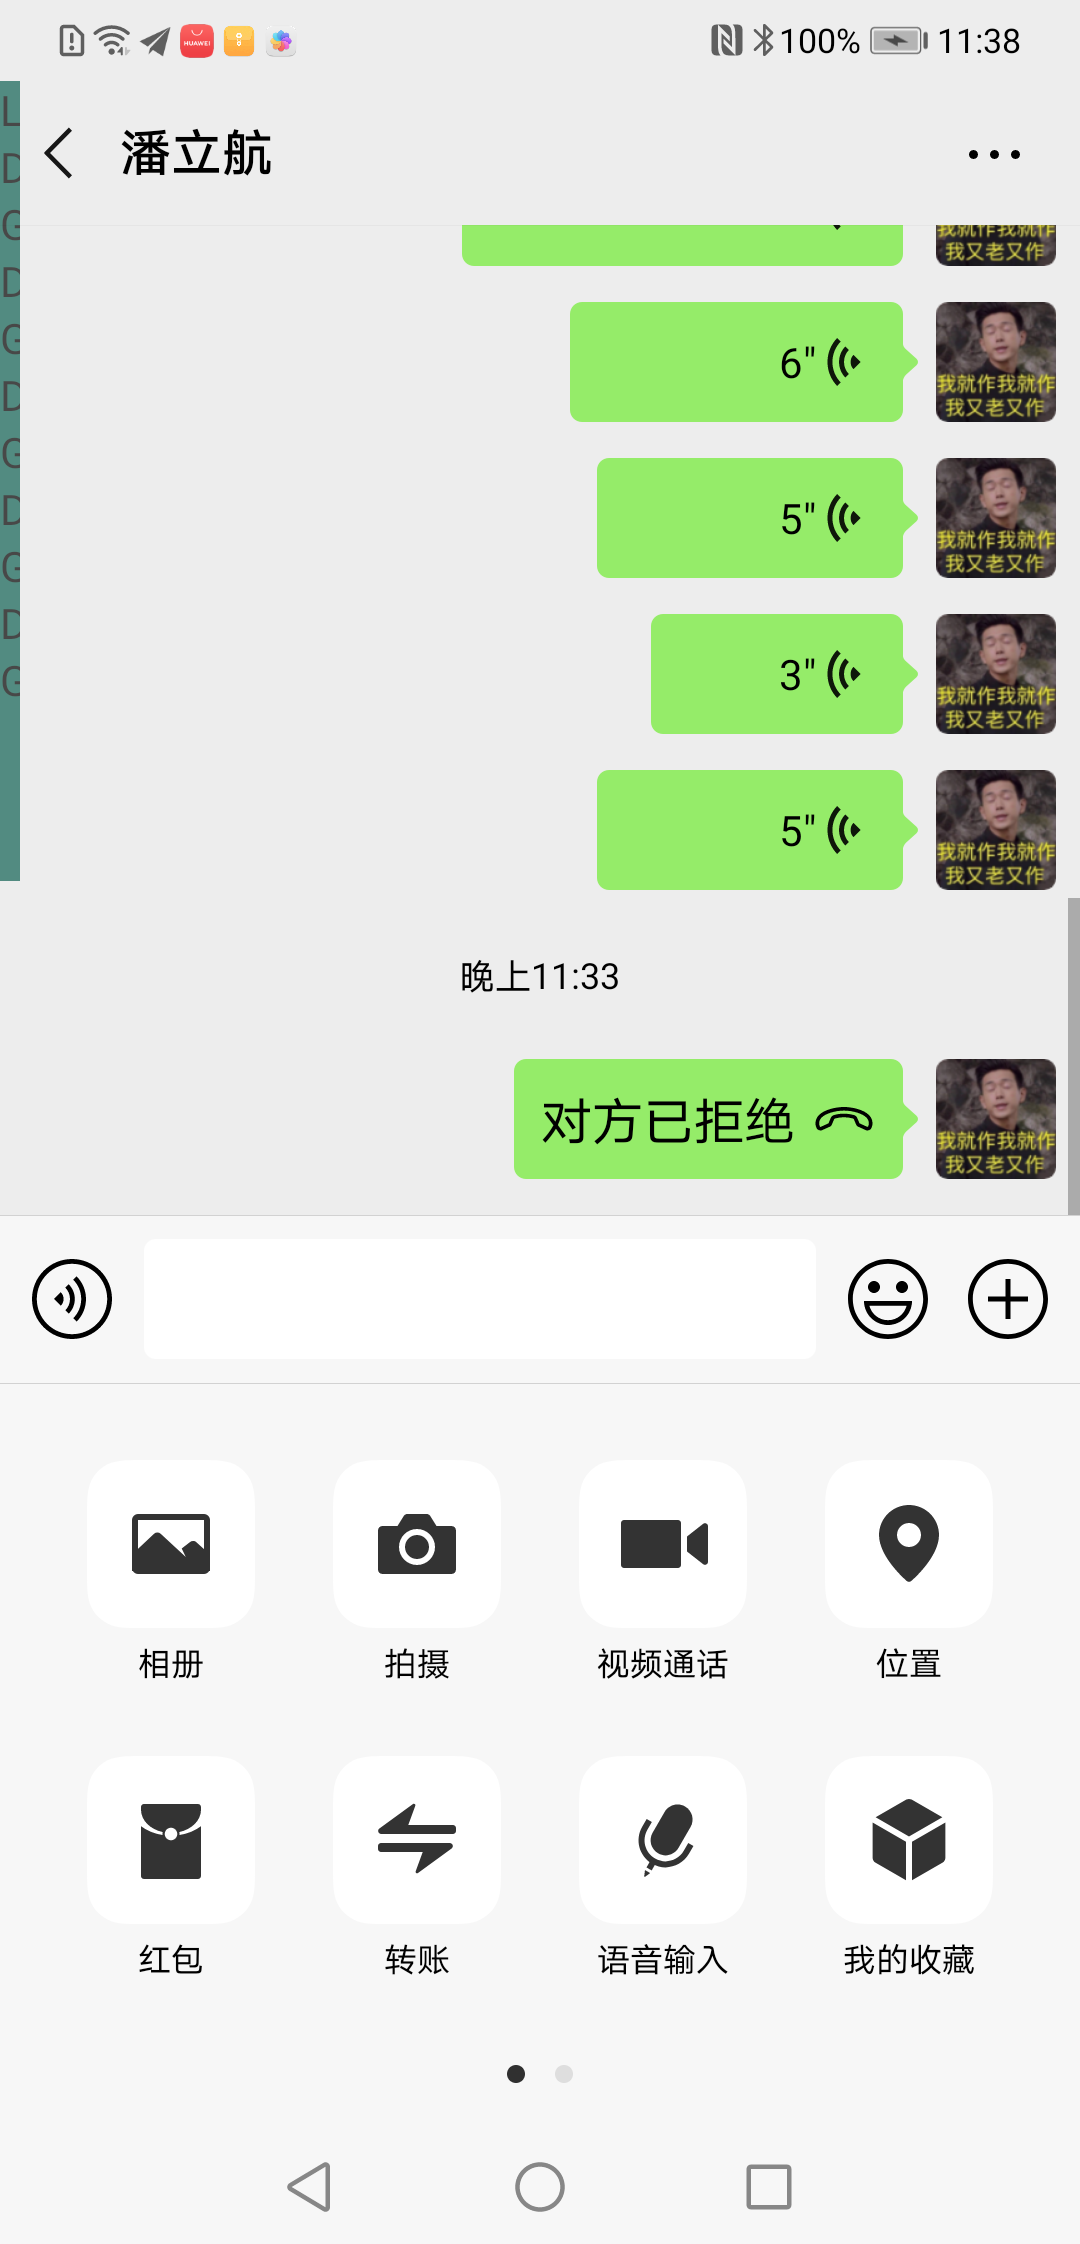 HUAWEI
100% 11:38
L
D
G
D
G
D
G
D
G
D
G
潘立航
我就作我就作
我又老又作
6"
我就作我就作
我又老又作
5"
我就作我就作
我又老又作
3"
我就作我就作
我又老又作
5"
我就作我就作
我又老又作
晚上11:33
对方已拒绝
我就作我就作
我又老又作
相册 拍摄 视频通话 位置
红包 转账 语音输入 我的收藏